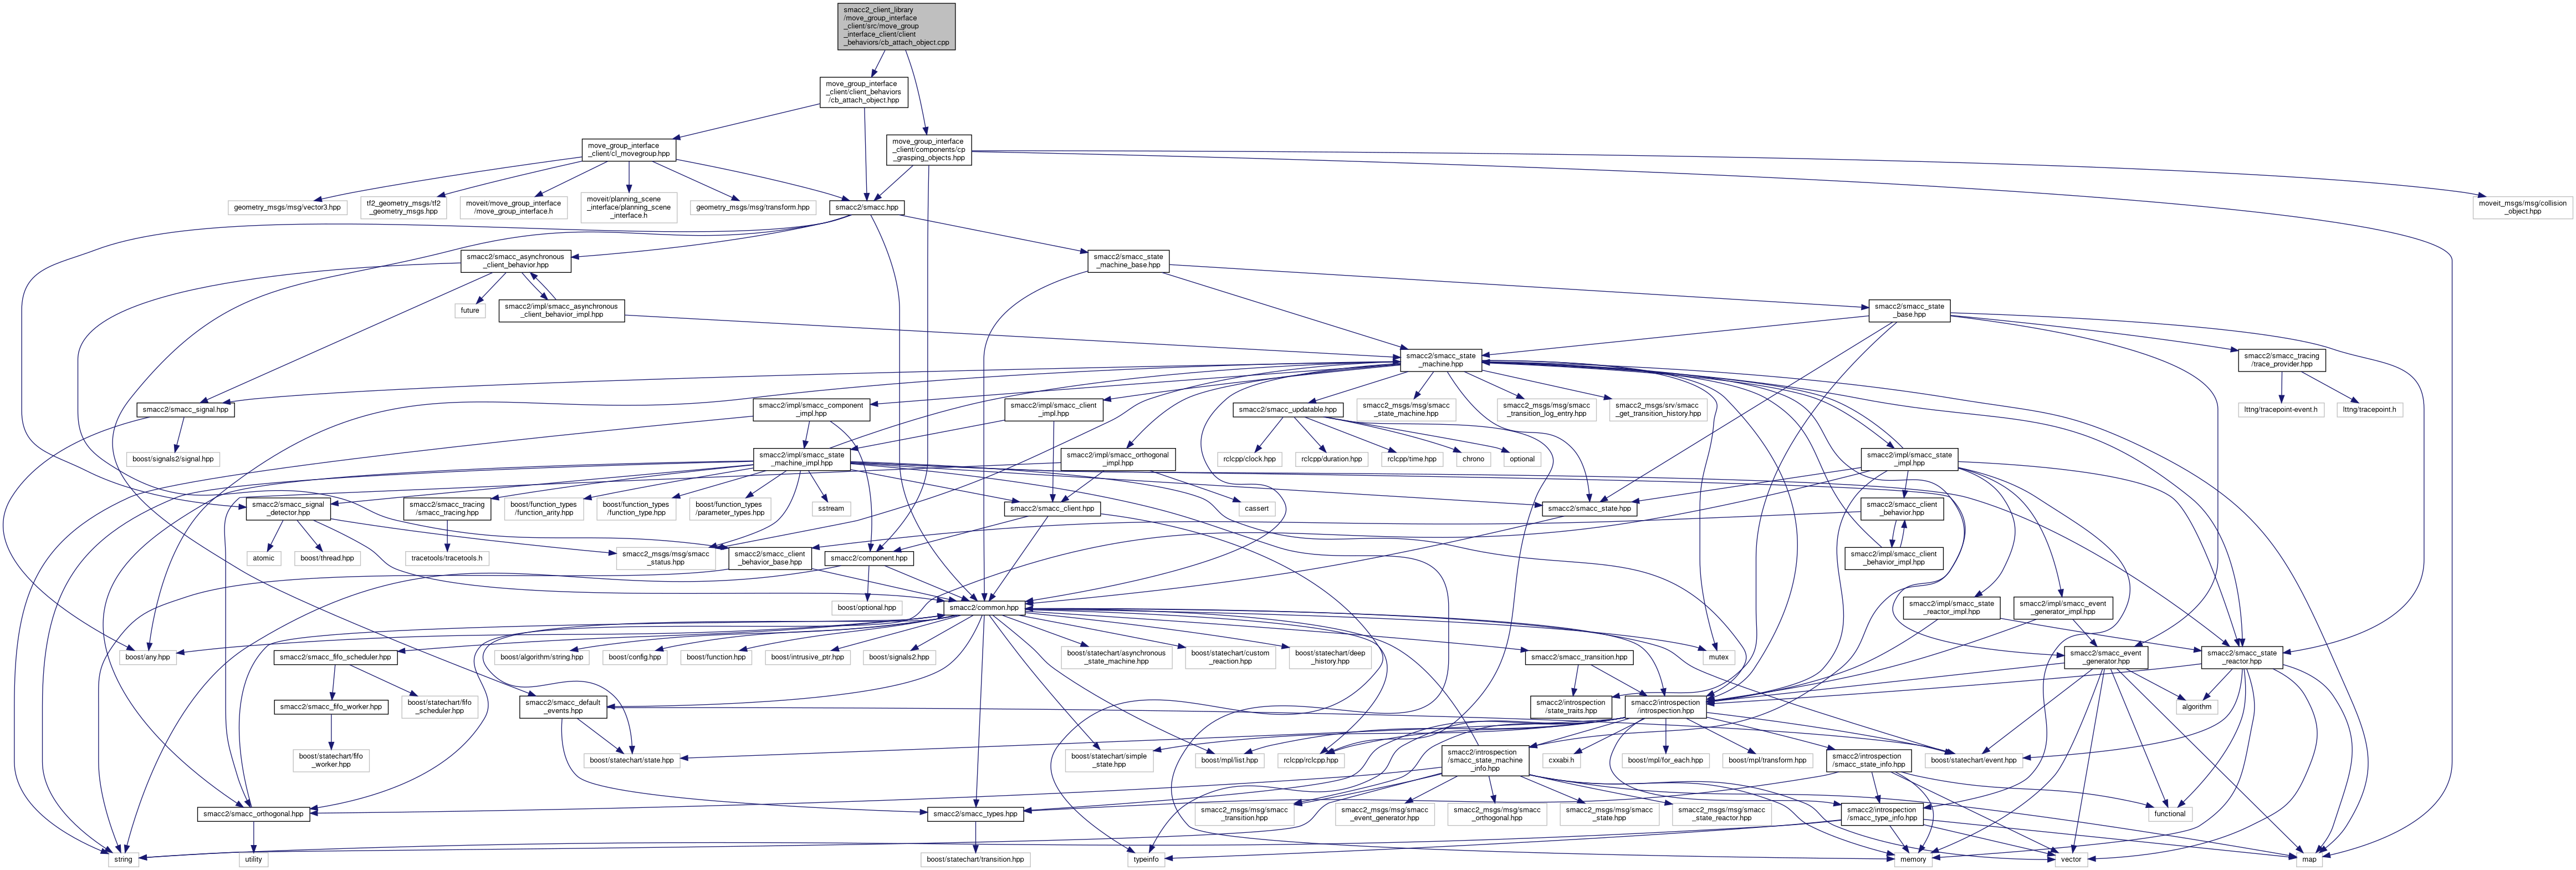 smacc2_client_library
/move_group_interface
_client/src/move_group
_interface_client/client
_behaviors/cb_attach_object.cpp
move_group_interface
_client/client_behaviors
/cb_attach_object.hpp
move_group_interface
_client/cl_movegroup.hpp
move_group_interface
_client/components/cp
_grasping_objects.hpp
geometry_msgs/msg/vector3.hpp
tf2_geometry_msgs/tf2
_geometry_msgs.hpp
moveit/move_group_interface
/move_group_interface.h
moveit/planning_scene
_interface/planning_scene
_interface.h
geometry_msgs/msg/transform.hpp
smacc2/smacc.hpp
moveit_msgs/msg/collision
_object.hpp
smacc2/smacc_asynchronous
_client_behavior.hpp
smacc2/smacc_state
_machine_base.hpp
future
smacc2/impl/smacc_asynchronous
_client_behavior_impl.hpp
smacc2/smacc_state
_base.hpp
smacc2/smacc_state
_machine.hpp
smacc2/smacc_tracing
/trace_provider.hpp
smacc2/smacc_signal.hpp
smacc2/impl/smacc_component
_impl.hpp
smacc2/impl/smacc_client
_impl.hpp
smacc2/smacc_updatable.hpp
smacc2_msgs/msg/smacc
_state_machine.hpp
smacc2_msgs/msg/smacc
_transition_log_entry.hpp
smacc2_msgs/srv/smacc
_get_transition_history.hpp
lttng/tracepoint-event.h
lttng/tracepoint.h
boost/signals2/signal.hpp
smacc2/impl/smacc_state
_machine_impl.hpp
smacc2/impl/smacc_orthogonal
_impl.hpp
rclcpp/clock.hpp
rclcpp/duration.hpp
rclcpp/time.hpp
chrono
optional
smacc2/impl/smacc_state
_impl.hpp
smacc2/smacc_signal
_detector.hpp
smacc2/smacc_tracing
/smacc_tracing.hpp
boost/function_types
/function_arity.hpp
boost/function_types
/function_type.hpp
boost/function_types
/parameter_types.hpp
sstream
smacc2/smacc_client.hpp
cassert
smacc2/smacc_state.hpp
smacc2/smacc_client
_behavior.hpp
atomic
boost/thread.hpp
tracetools/tracetools.h
smacc2_msgs/msg/smacc
_status.hpp
smacc2/smacc_client
_behavior_base.hpp
smacc2/component.hpp
smacc2/impl/smacc_client
_behavior_impl.hpp
boost/optional.hpp
smacc2/common.hpp
smacc2/impl/smacc_state
_reactor_impl.hpp
smacc2/impl/smacc_event
_generator_impl.hpp
boost/any.hpp
smacc2/smacc_fifo_scheduler.hpp
boost/algorithm/string.hpp
boost/config.hpp
boost/function.hpp
boost/intrusive_ptr.hpp
boost/signals2.hpp
boost/statechart/asynchronous
_state_machine.hpp
boost/statechart/custom
_reaction.hpp
boost/statechart/deep
_history.hpp
smacc2/smacc_transition.hpp
mutex
smacc2/smacc_event
_generator.hpp
smacc2/smacc_state
_reactor.hpp
smacc2/smacc_fifo_worker.hpp
boost/statechart/fifo
_scheduler.hpp
smacc2/smacc_default
_events.hpp
smacc2/introspection
/state_traits.hpp
smacc2/introspection
/introspection.hpp
algorithm
boost/statechart/fifo
_worker.hpp
boost/statechart/state.hpp
boost/statechart/simple
_state.hpp
boost/mpl/list.hpp
rclcpp/rclcpp.hpp
smacc2/introspection
/smacc_state_machine
_info.hpp
cxxabi.h
boost/mpl/for_each.hpp
boost/mpl/transform.hpp
smacc2/introspection
/smacc_state_info.hpp
boost/statechart/event.hpp
smacc2/smacc_orthogonal.hpp
smacc2/smacc_types.hpp
smacc2_msgs/msg/smacc
_transition.hpp
smacc2_msgs/msg/smacc
_event_generator.hpp
smacc2_msgs/msg/smacc
_orthogonal.hpp
smacc2_msgs/msg/smacc
_state.hpp
smacc2_msgs/msg/smacc
_state_reactor.hpp
smacc2/introspection
/smacc_type_info.hpp
functional
string
utility
boost/statechart/transition.hpp
typeinfo
memory
vector
map